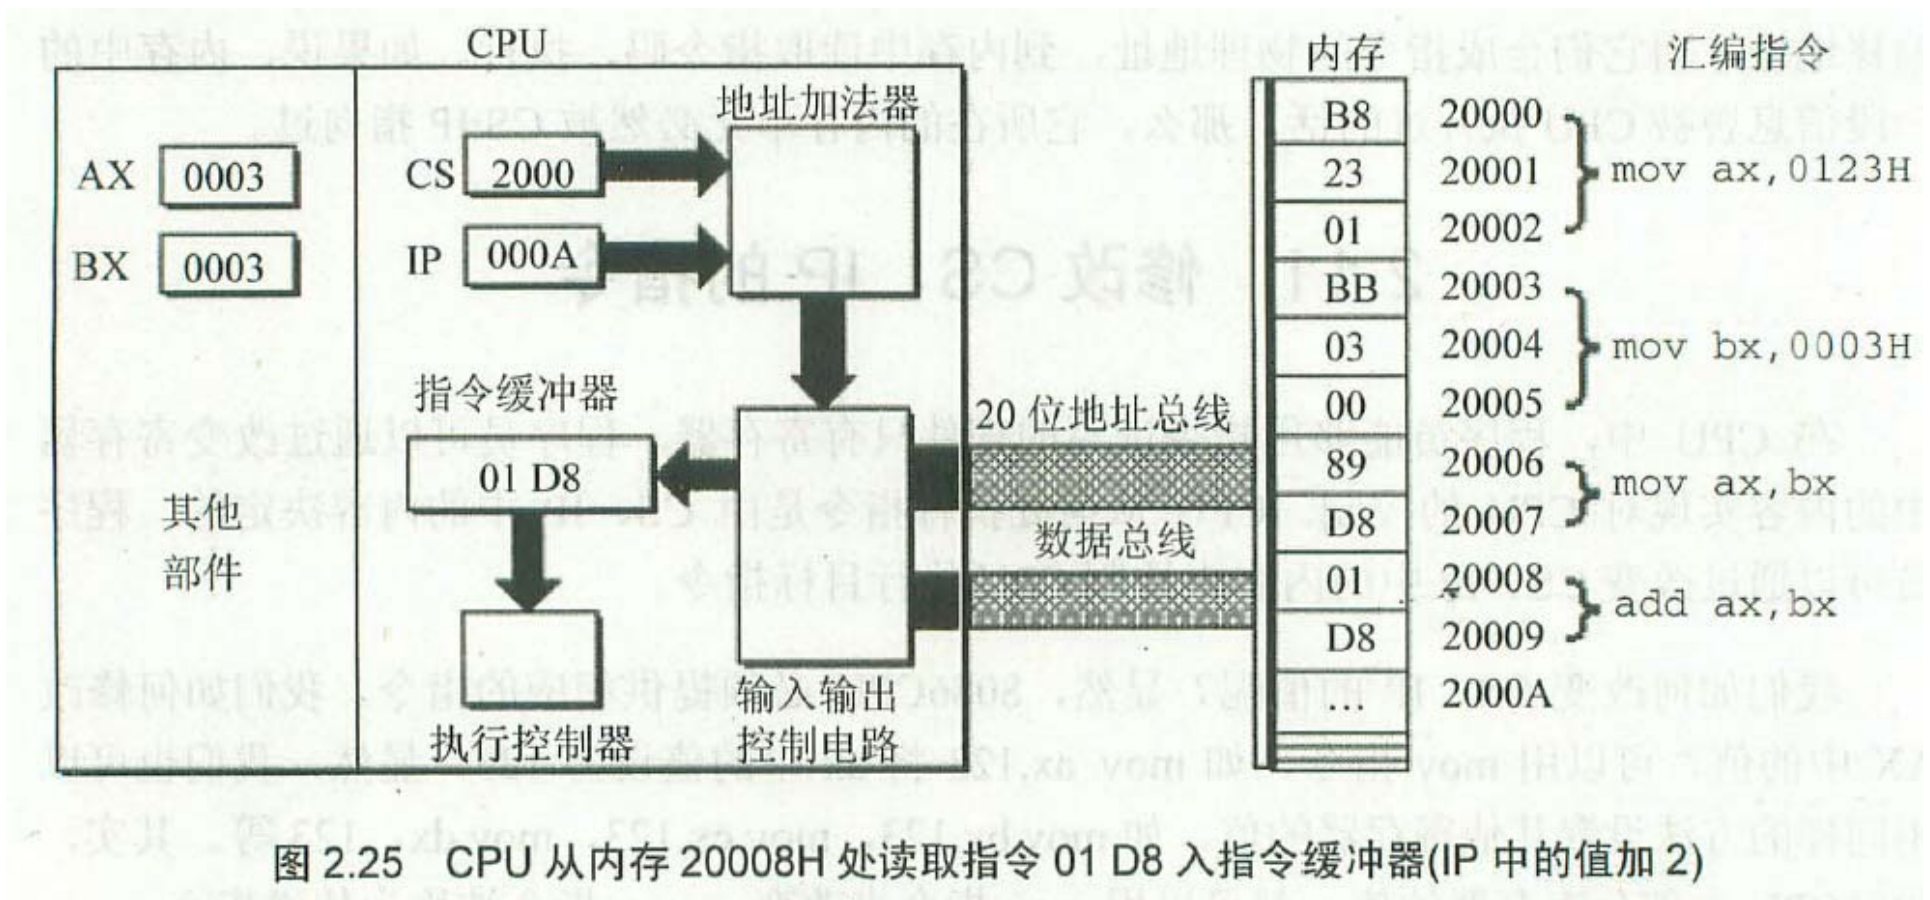 CPU
内存
汇编指令
地址加法器
AX 0003
BX 0003
CS 2000
IP 000A
指令缓冲器
01 D8
其他
部件
执行控制器
输入输出
控制电路
20 位地址总线
数据总线
B8 20000
23 20001
01 20002
mov ax,0123H
BB 20003
03 20004
00 20005
mov bx,0003H
89 20006
D8 20007
mov ax,bx
01 20008
D8 20009
add ax,bx
… 2000A
图 2.25 CPU 从内存 20008H 处读取指令 01 D8 入指令缓冲器(IP 中的值加 2)